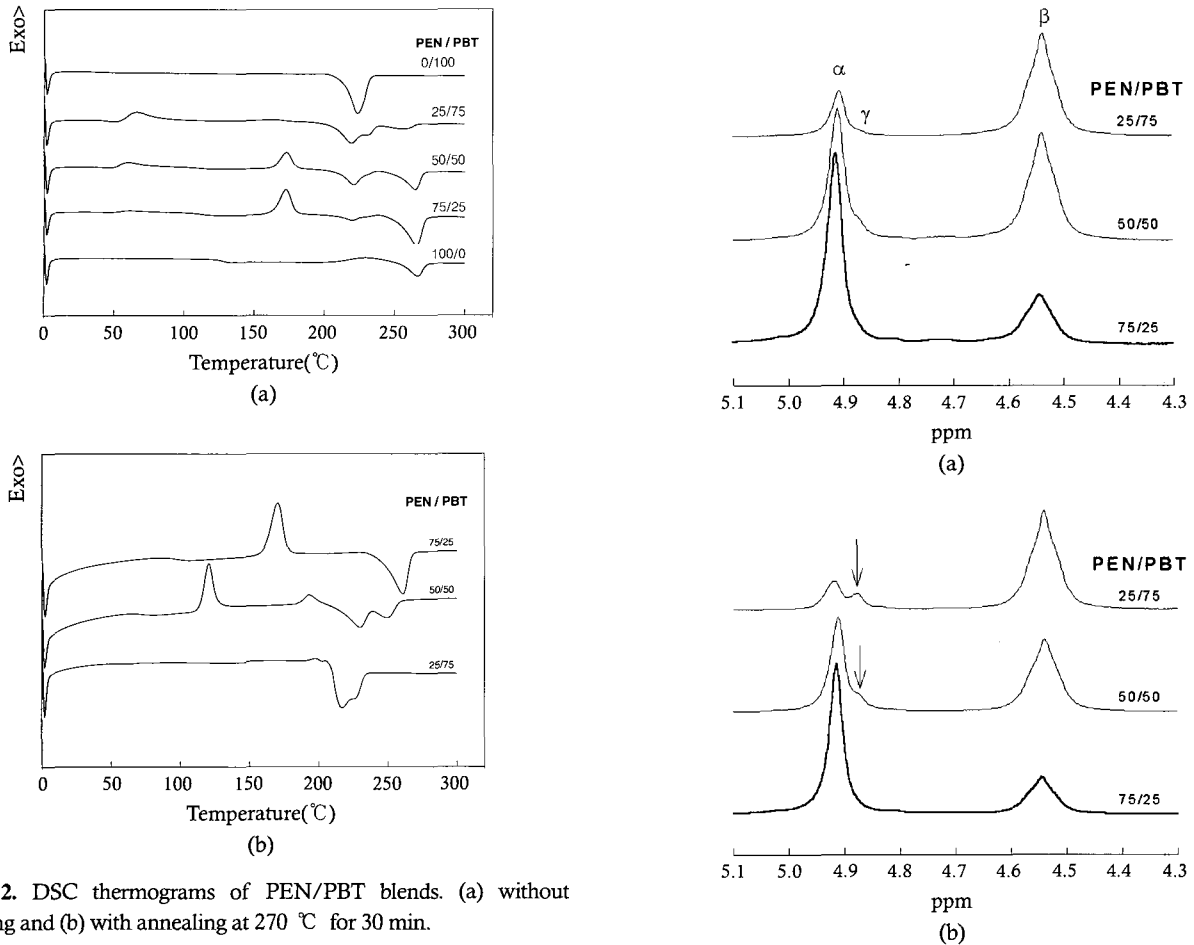 Exo>
PEN / PBT
0/100
25/75
50/50
75/25
100/0
0 50 100 150 200 250 300
Temperature(℃)
(a)
Exo>
PEN / PBT
75/25
50/50
25/75
0 50 100 150 200 250 300
Temperature(℃)
(b)
2. DSC thermograms of PEN/PBT blends. (a) without
ng and (b) with annealing at 270 ℃ for 30 min.
α
γ
β
PEN/PBT
25/75
50/50
75/25
5.1 5.0 4.9 4.8 4.7 4.6 4.5 4.4 4.3
ppm
(a)
PEN/PBT
25/75
50/50
75/25
5.1 5.0 4.9 4.8 4.7 4.6 4.5 4.4 4.3
ppm
(b)